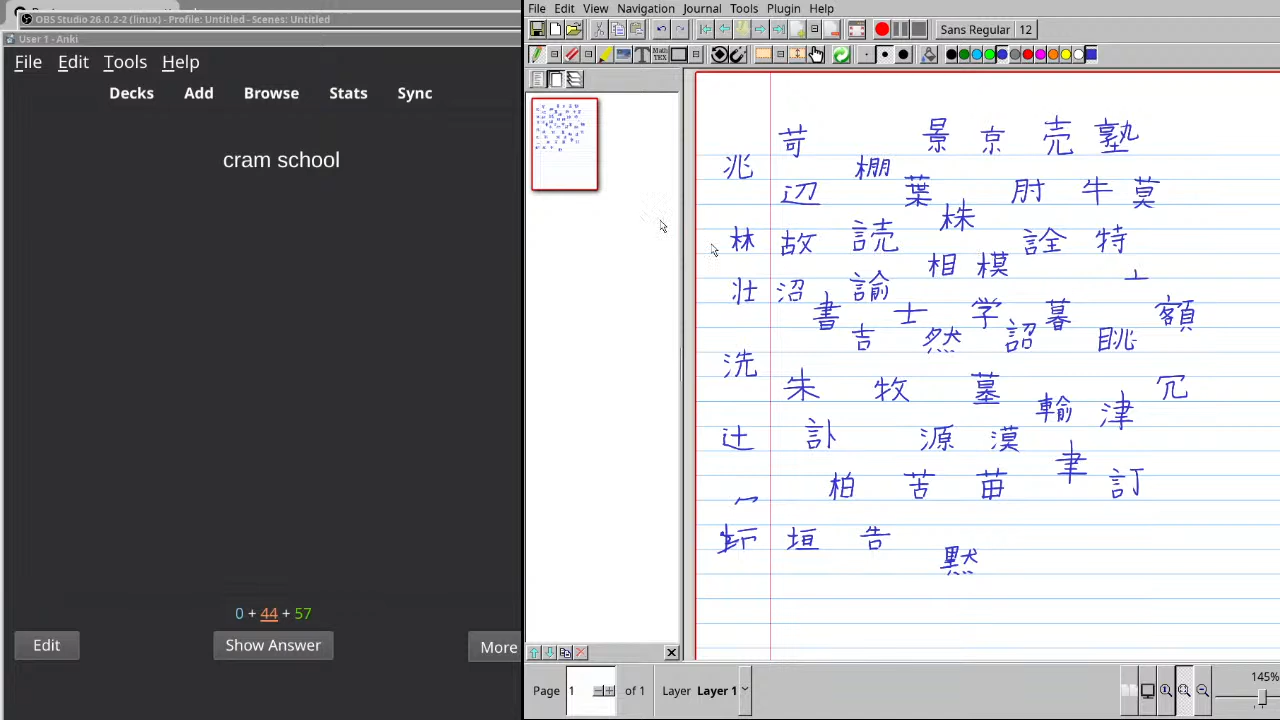 OBS Studio 26.0.2-2 (linux) - Profile: Untitled - Scenes: Untitled
User 1 - Anki
File Edit Tools Help
Decks Add Browse Stats Sync
cram school
0 + 44 + 57
Edit Show Answer More
File Edit View Navigation Journal Tools Plugin Help
Sans Regular 12
苛 景 京 売 塾
兆 棚
辺 葉 肘 牛 莫
株
林 故 読 詮 特
相 模
壮 沼 諭
書 士 学 暮 額
吉 然 詔 眺
洗
朱 牧 墓 冗
輸 津
辻 訃 源 漠
聿
柏 苦 苗 訂
垣 告
黙
Page 1 of 1 Layer Layer 1
145%